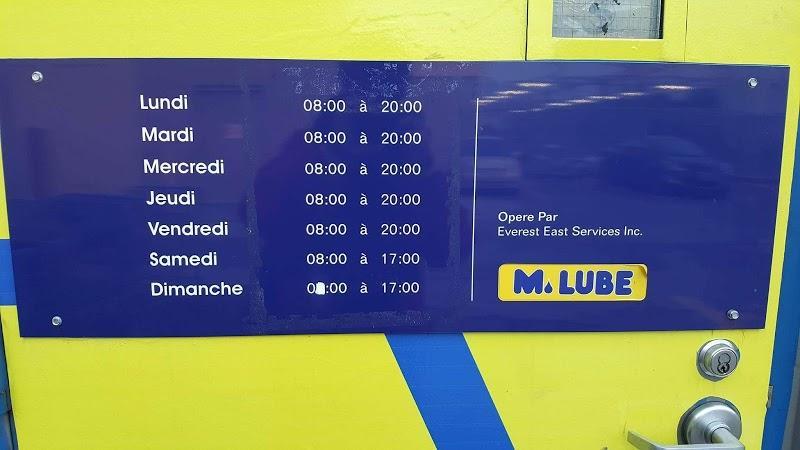 Lundi 08:00 à 20:00
Mardi 08:00 à 20:00
Mercredi 08:00 à 20:00
Jeudi 08:00 à 20:00
Vendredi 08:00 à 20:00
Samedi 08:00 à 17:00
Dimanche à 17:00
Opere Par
Everest East Services Inc.
M LUBE